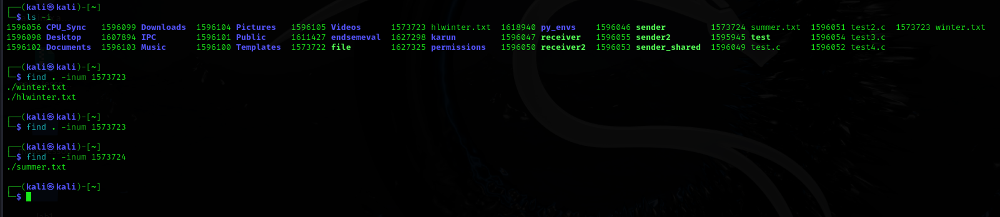 ┌──(kali㉿kali)-[~]
└─$ ls -i
1596056 CPU_Sync   1596099 Downloads  1596104 Pictures   1596105 Videos      1573723 hlwinter.txt  1618940 py_envs    1596046 sender         1573724 summer.txt  1596051 test2.c  1573723 winter.txt
1596098 Desktop    1607894 IPC        1596101 Public     1611427 endsemeval  1627298 karun         1596047 receiver   1596055 sender2        1595945 test        1596054 test3.c
1596102 Documents  1596103 Music      1596100 Templates  1573722 file        1627325 permissions   1596050 receiver2  1596053 sender_shared  1596049 test.c      1596052 test4.c
┌──(kali㉿kali)-[~]
└─$ find . -inum 1573723
./winter.txt
./hlwinter.txt
┌──(kali㉿kali)-[~]
└─$ find . -inum 1573723
┌──(kali㉿kali)-[~]
└─$ find . -inum 1573724
./summer.txt
┌──(kali㉿kali)-[~]
└─$